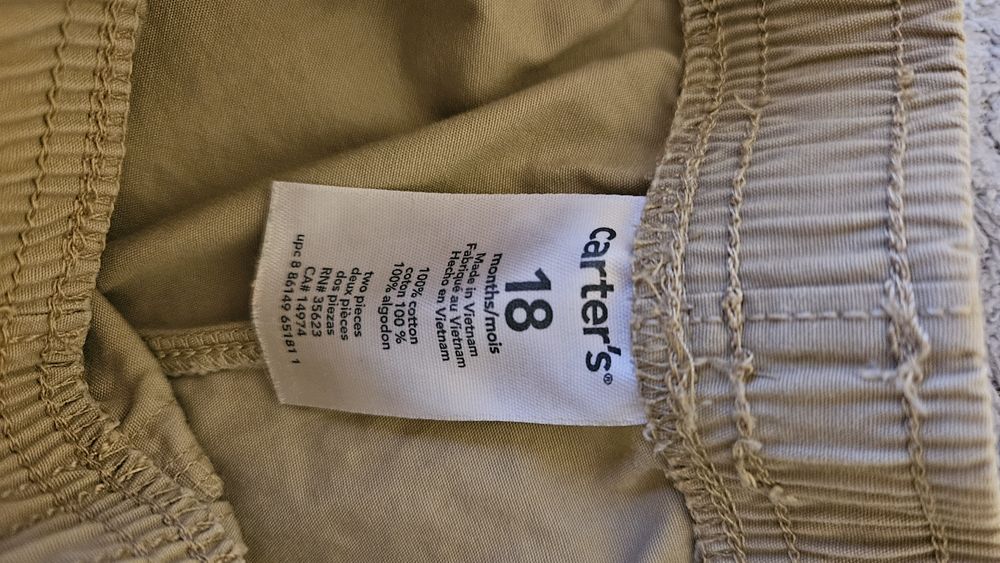 carter's®
18
months/mois
Made in Vietnam
Fabriqué au Vietnam
Hecho en Vietnam
100% cotton
coton 100 %
100% algodon
two pieces
deux pièces
dos piezas
RN# 35623
CA# 14974
upc 8 86149 65181 1